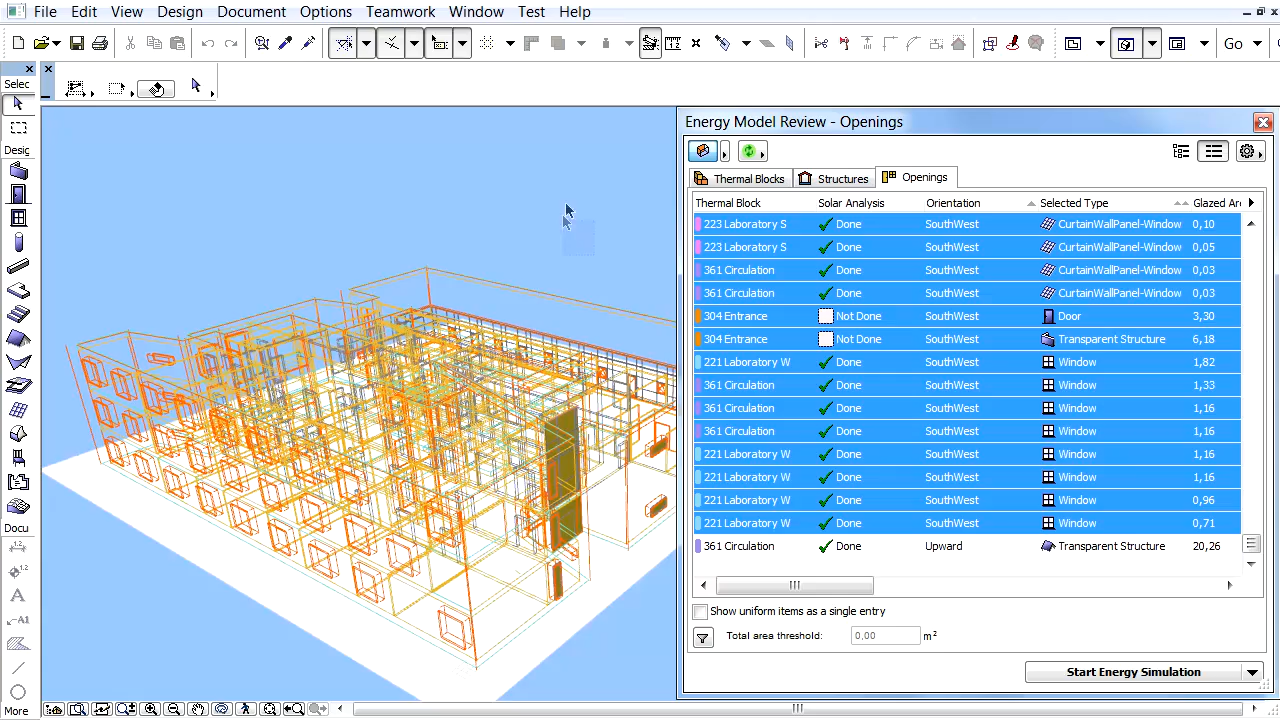 File Edit View Design Document Options Teamwork Window Test Help
Go
Selec
Desig
Docu
More
Energy Model Review - Openings
Thermal Blocks Structures Openings
Thermal Block Solar Analysis Orientation Selected Type Glazed Are
223 Laboratory S Done SouthWest CurtainWallPanel-Window 0,10
223 Laboratory S Done SouthWest CurtainWallPanel-Window 0,05
361 Circulation Done SouthWest CurtainWallPanel-Window 0,03
361 Circulation Done SouthWest CurtainWallPanel-Window 0,03
304 Entrance Not Done SouthWest Door 3,30
304 Entrance Not Done SouthWest Transparent Structure 6,18
221 Laboratory W Done SouthWest Window 1,82
361 Circulation Done SouthWest Window 1,33
361 Circulation Done SouthWest Window 1,16
361 Circulation Done SouthWest Window 1,16
221 Laboratory W Done SouthWest Window 1,16
221 Laboratory W Done SouthWest Window 1,16
221 Laboratory W Done SouthWest Window 0,96
221 Laboratory W Done SouthWest Window 0,71
361 Circulation Done Upward Transparent Structure 20,26
Show uniform items as a single entry
Total area threshold: 0,00 m²
Start Energy Simulation